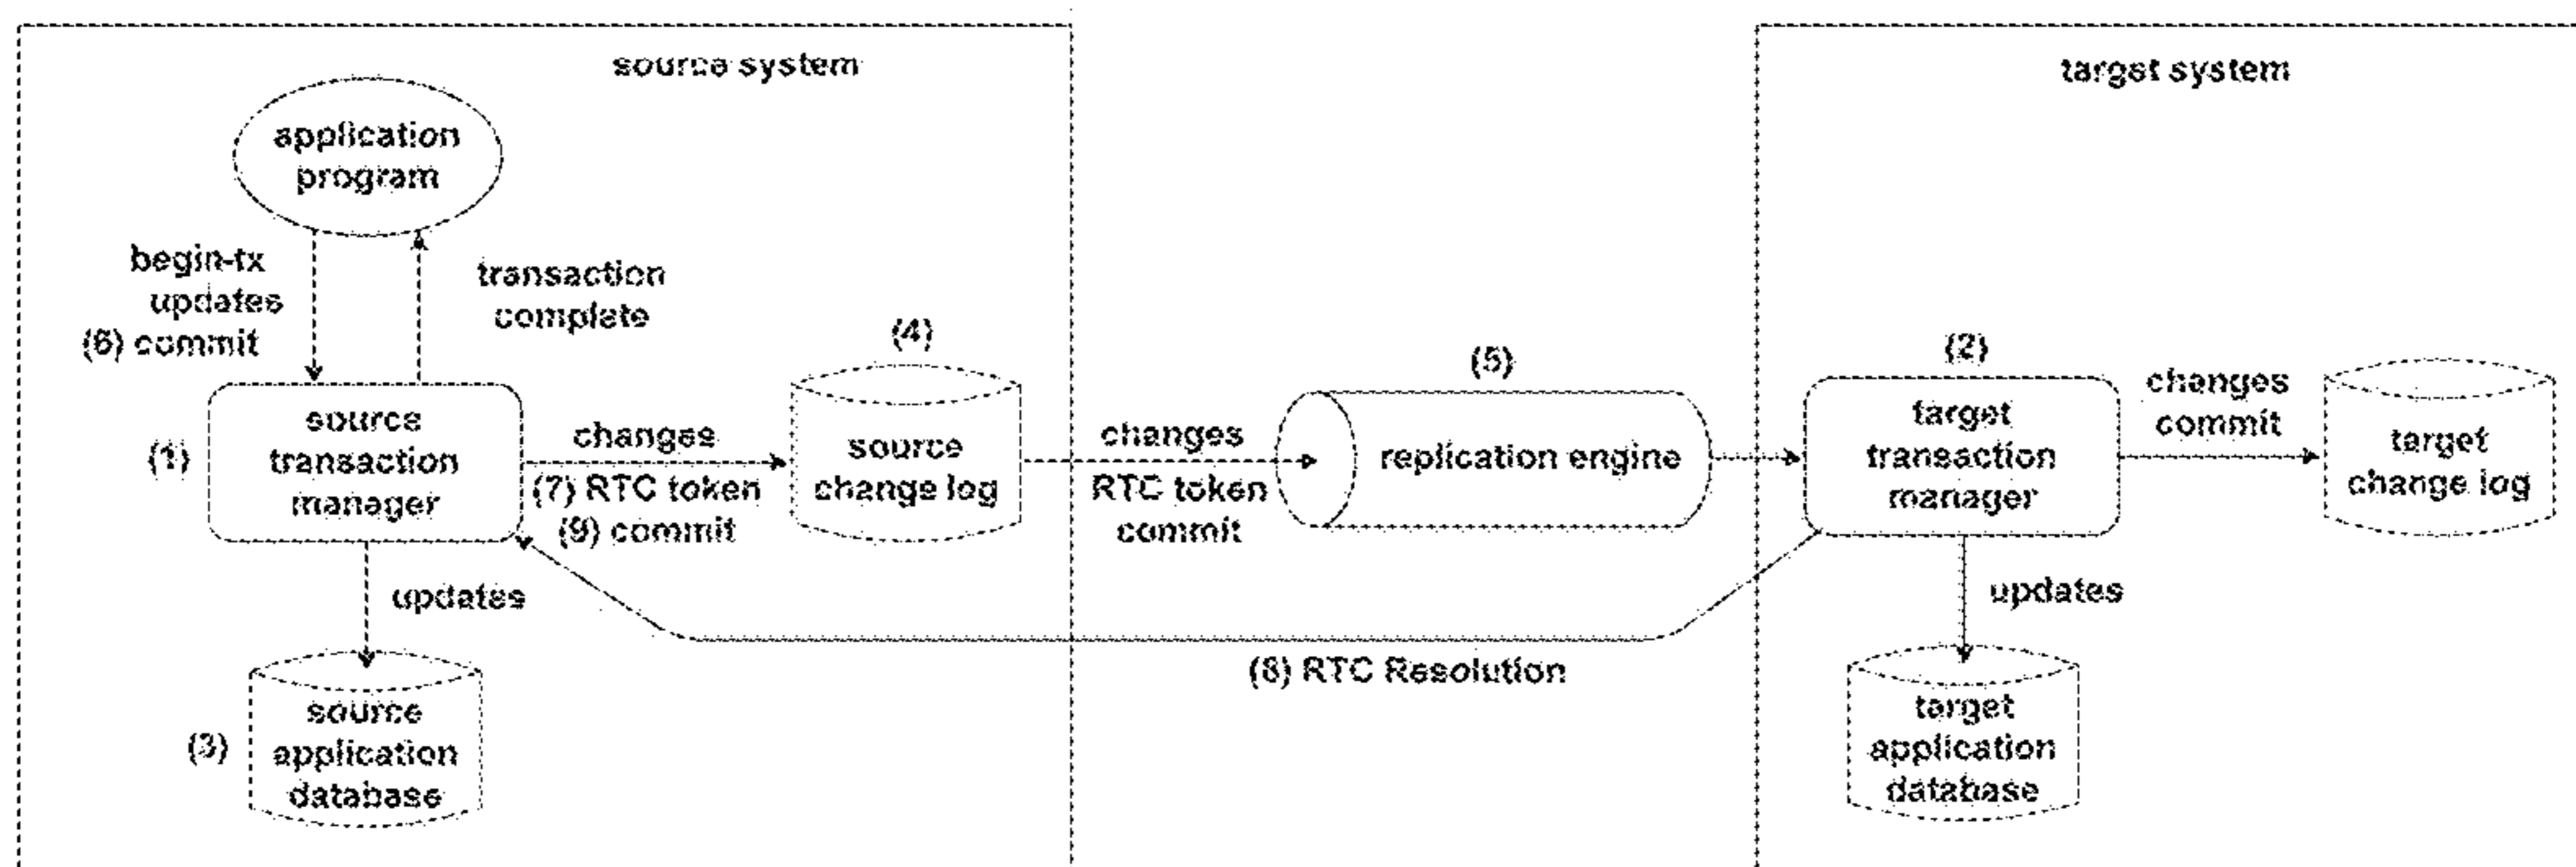 source system
target system
application
program
begin-tx
updates
(6) commit
transaction
complete
(1)
source
transaction
manager
changes
(7) RTC token
(9) commit
(4)
source
change log
changes
RTC token
commit
(5)
replication engine
(2)
target
transaction
manager
changes
commit
target
change log
updates
(8) RTC Resolution
updates
(3)
source
application
database
target
application
database